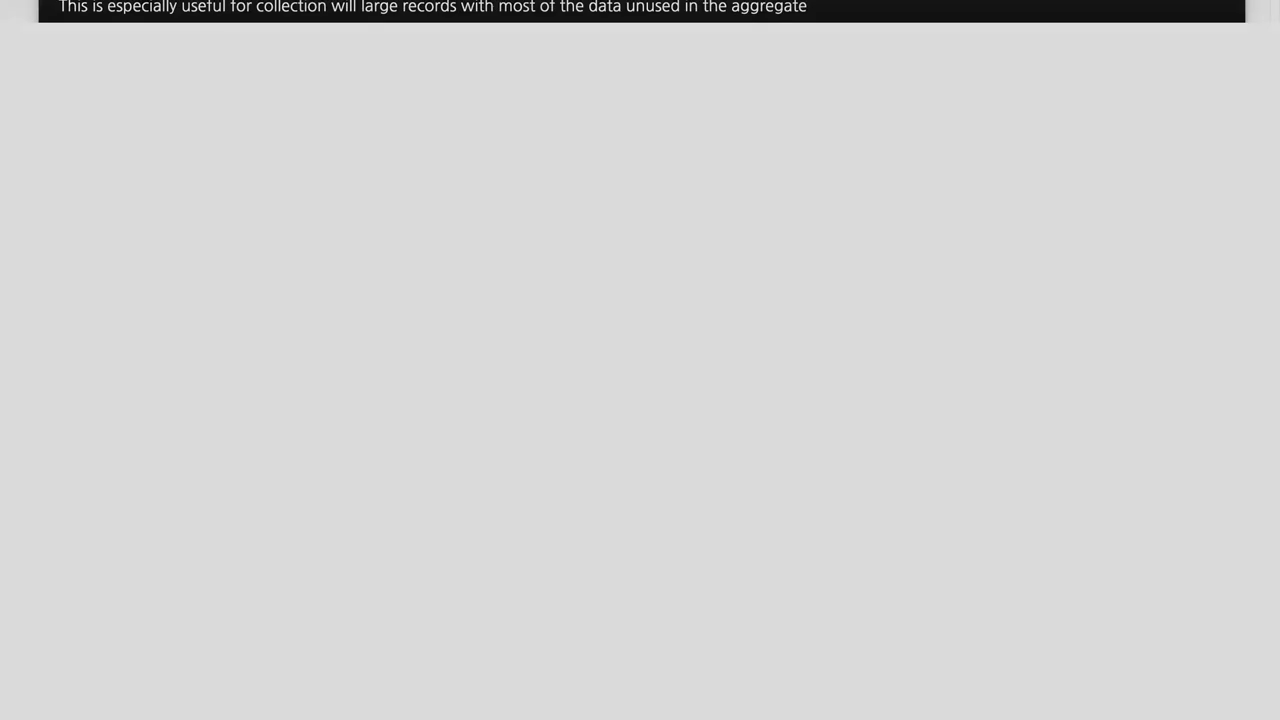 This is especially useful for collection will large records with most of the data unused in the aggregate